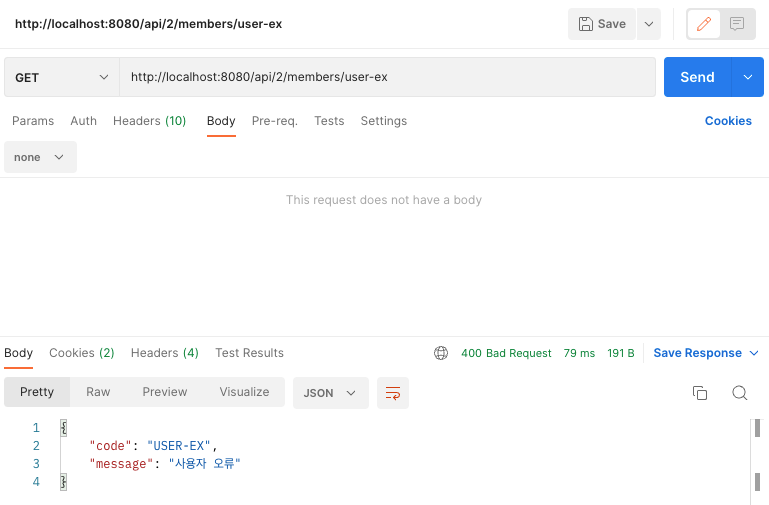 http://localhost:8080/api/2/members/user-ex
Save
GET
http://localhost:8080/api/2/members/user-ex
Send
Params Auth Headers (10) Body Pre-req. Tests Settings
Cookies
none
This request does not have a body
Body Cookies (2) Headers (4) Test Results
400 Bad Request 79 ms 191 B Save Response
Pretty Raw Preview Visualize JSON
1 {
2 "code": "USER-EX",
3 "message": "사용자 오류"
4 }